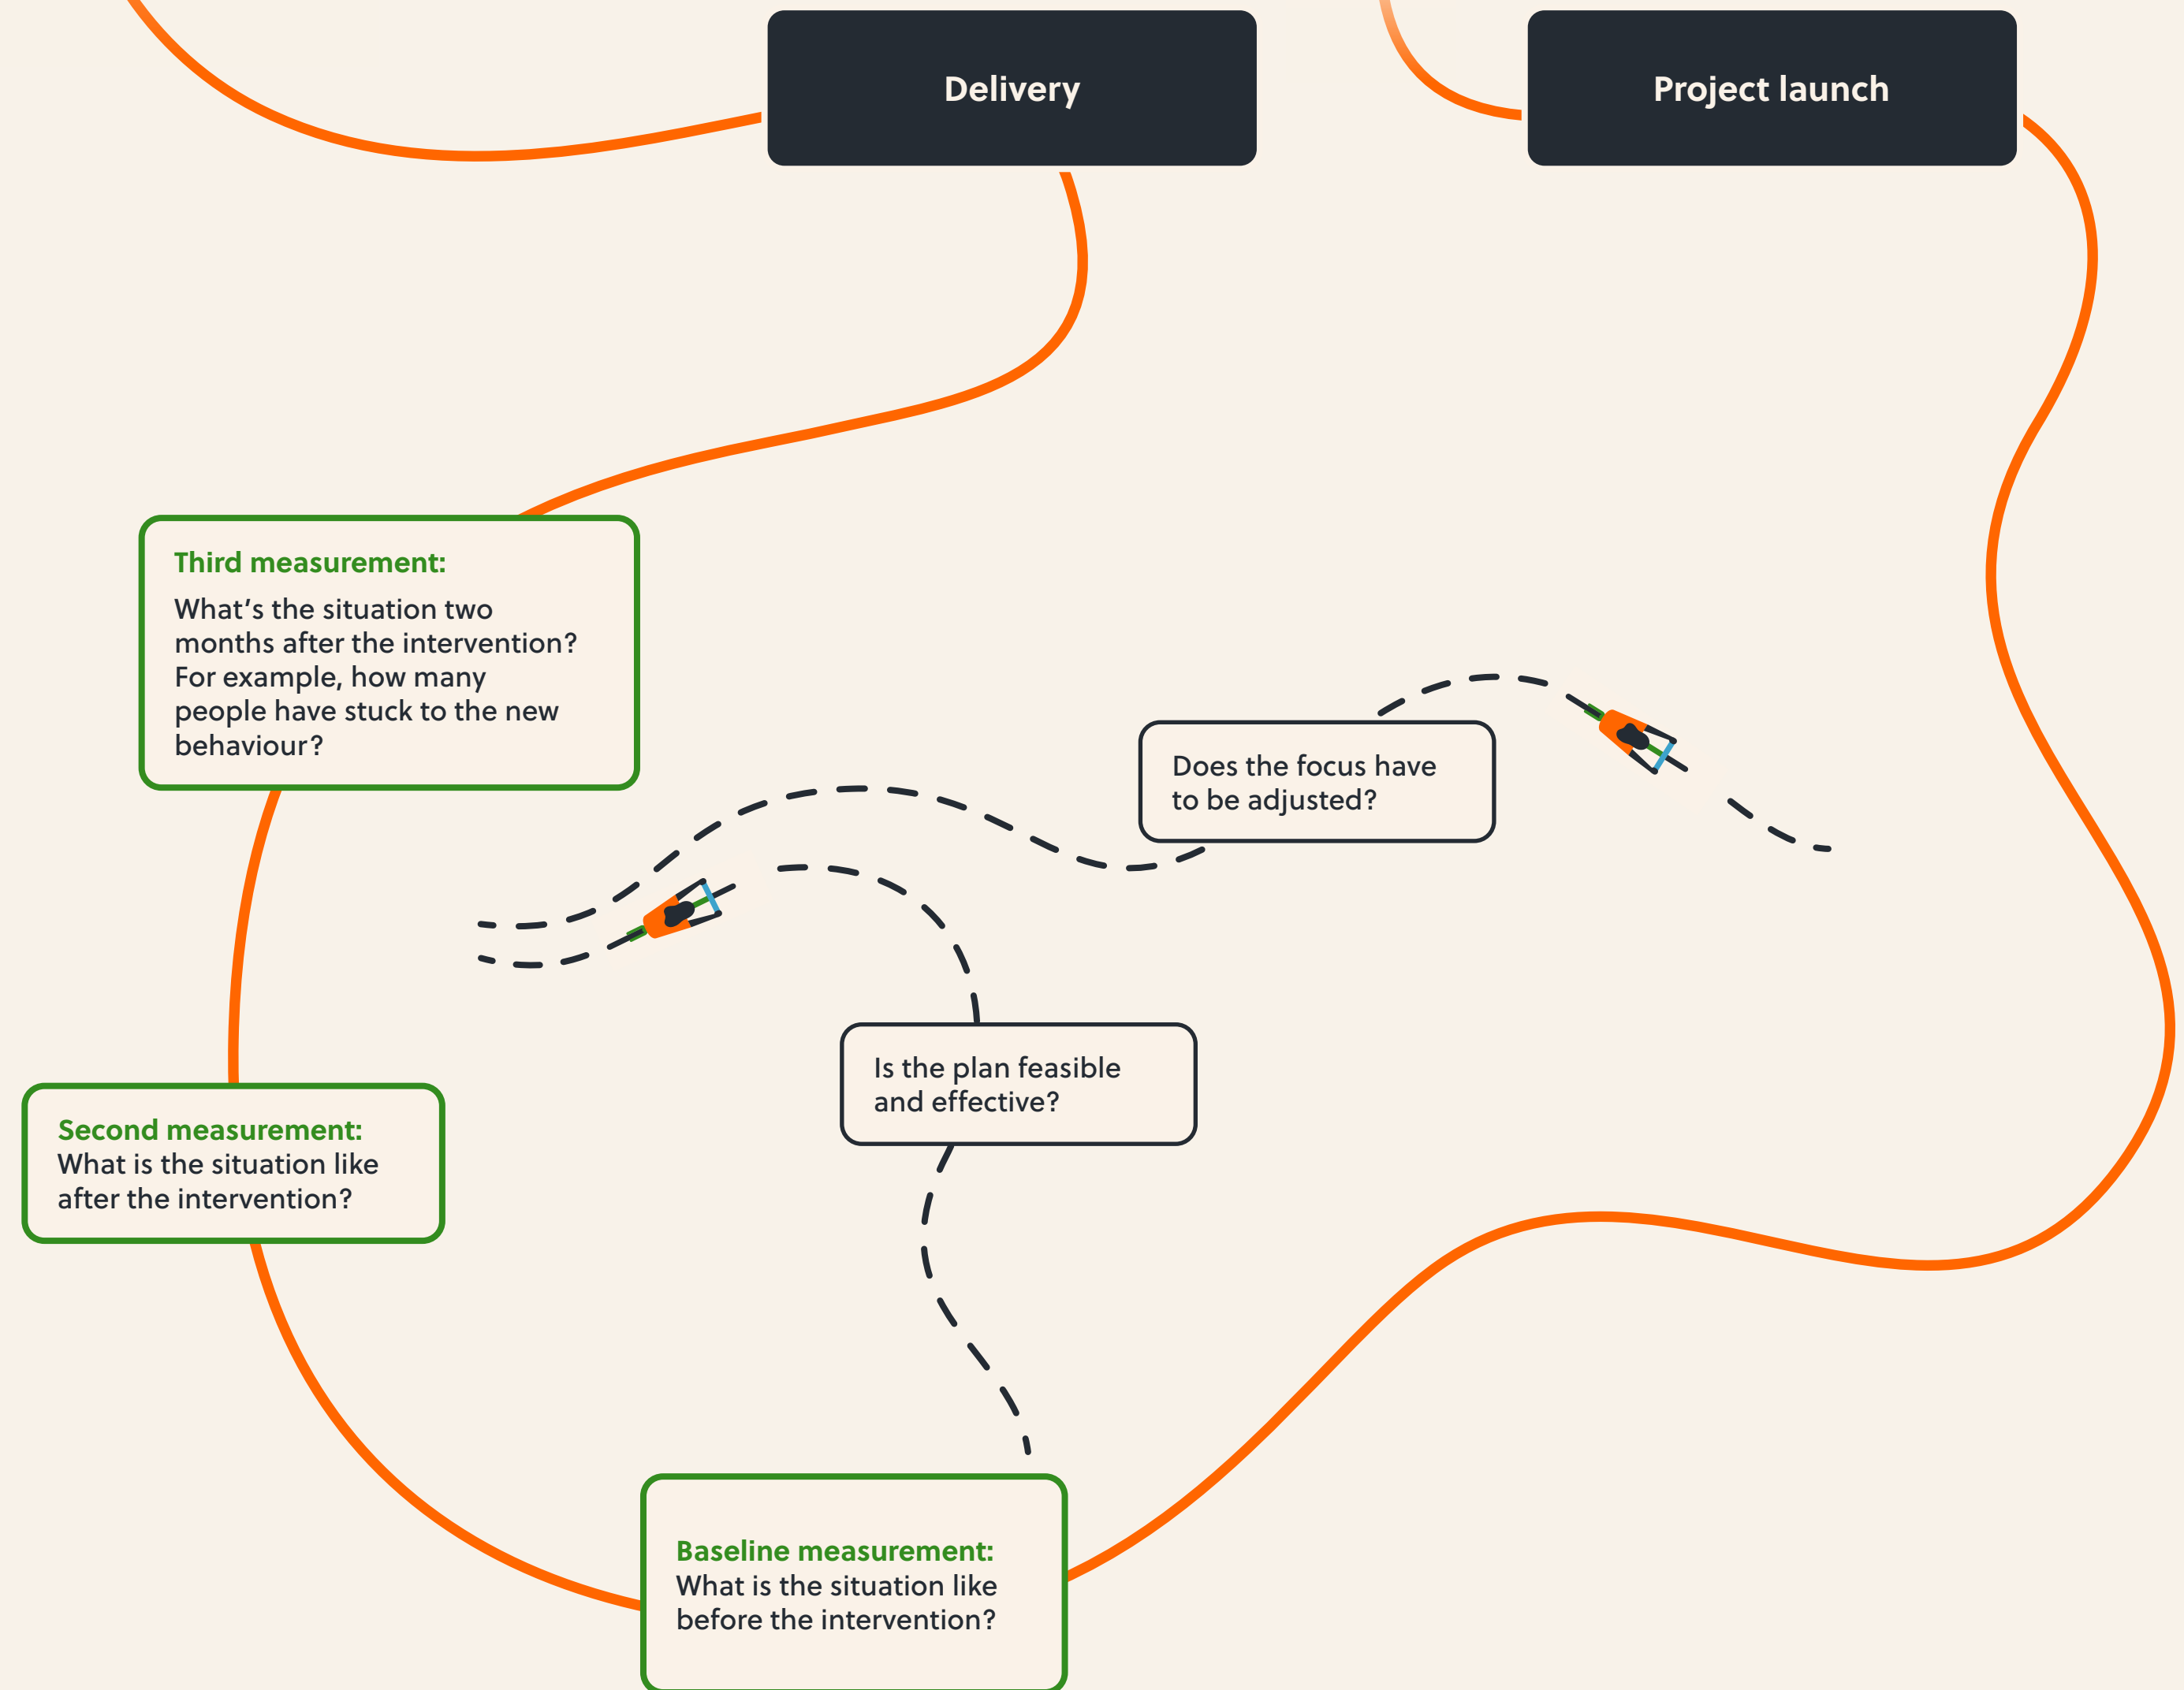 Delivery
Project launch
Third measurement:
What’s the situation two
months after the intervention?
For example, how many
people have stuck to the new
behaviour?
Does the focus have
to be adjusted?
Is the plan feasible
and effective?
Second measurement:
What is the situation like
after the intervention?
Baseline measurement:
What is the situation like
before the intervention?